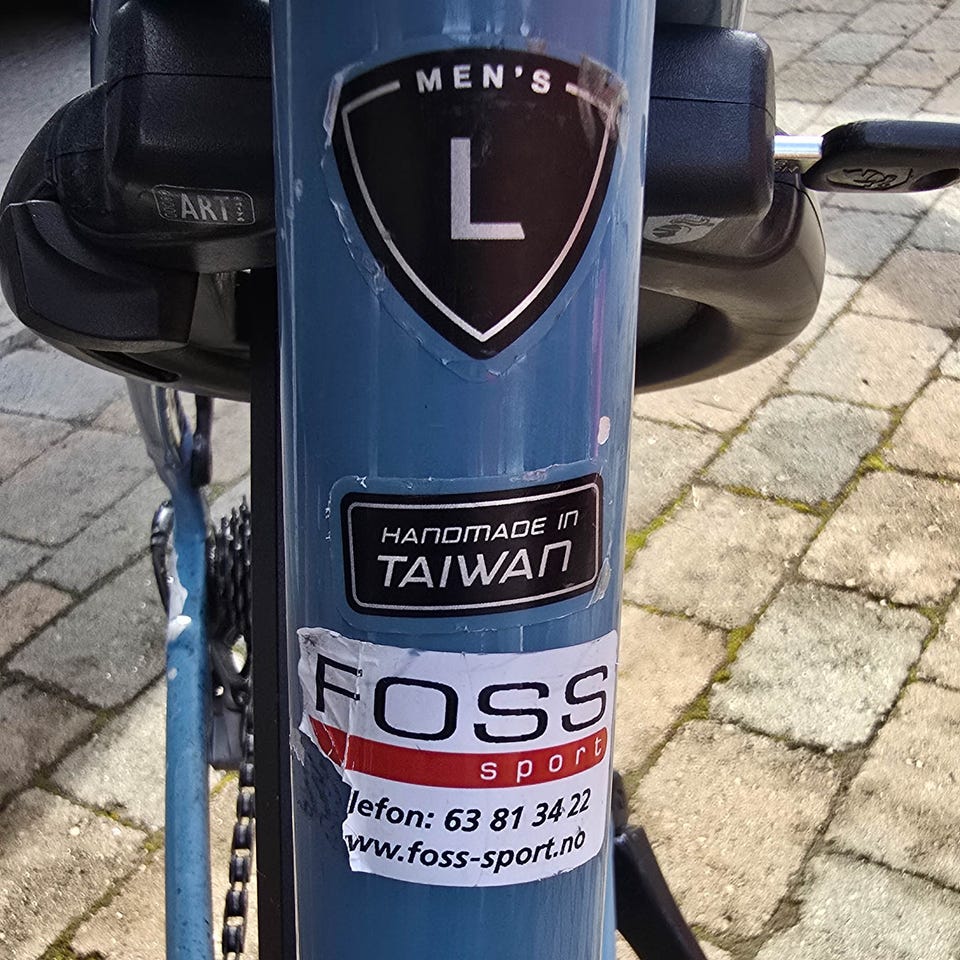 MEN'S
L
ART
HANDMADE IN
TAIWAN
FOSS
sport
lefon: 63 81 34 22
www.foss-sport.no